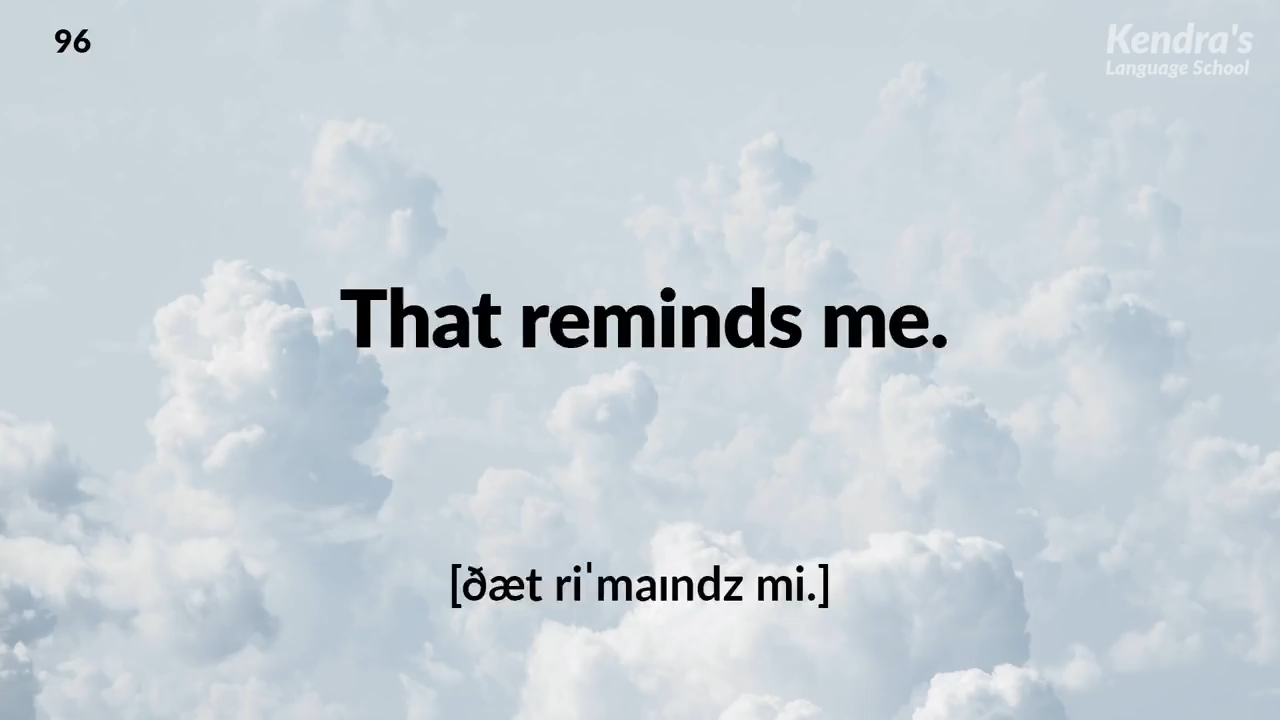 96
Kendra's
Language School
That reminds me.
[ðæt riˈmaɪndz mi.]